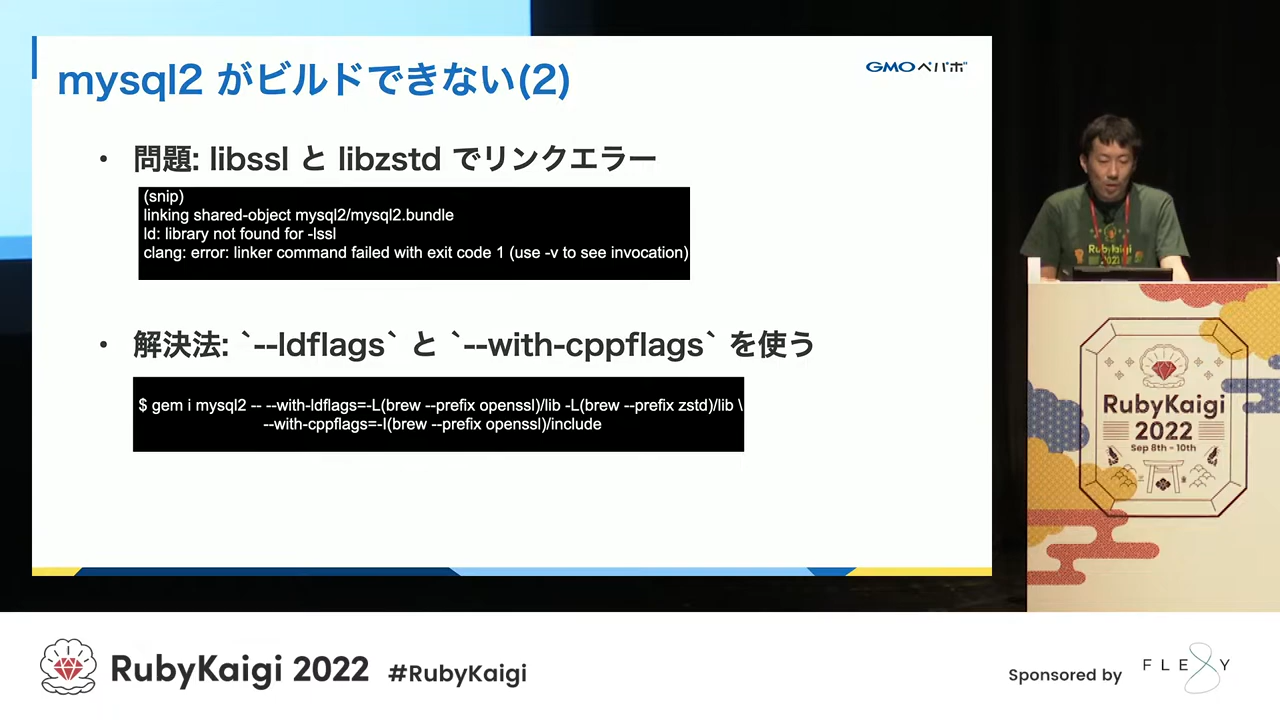 mysql2 がビルドできない(2)
GMOペパボ
・ 問題: libssl と libzstd でリンクエラー
(snip)
linking shared-object mysql2/mysql2.bundle
ld: library not found for -lssl
clang: error: linker command failed with exit code 1 (use -v to see invocation)
・ 解決法: `--ldflags` と `--with-cppflags` を使う
$ gem i mysql2 -- --with-ldflags=-L(brew --prefix openssl)/lib -L(brew --prefix zstd)/lib \
--with-cppflags=-I(brew --prefix openssl)/include
RubyKaigi
2022
RubyKaigi
2022
Sep 8th - 10th
RubyKaigi 2022 #RubyKaigi
Sponsored by FLEXY